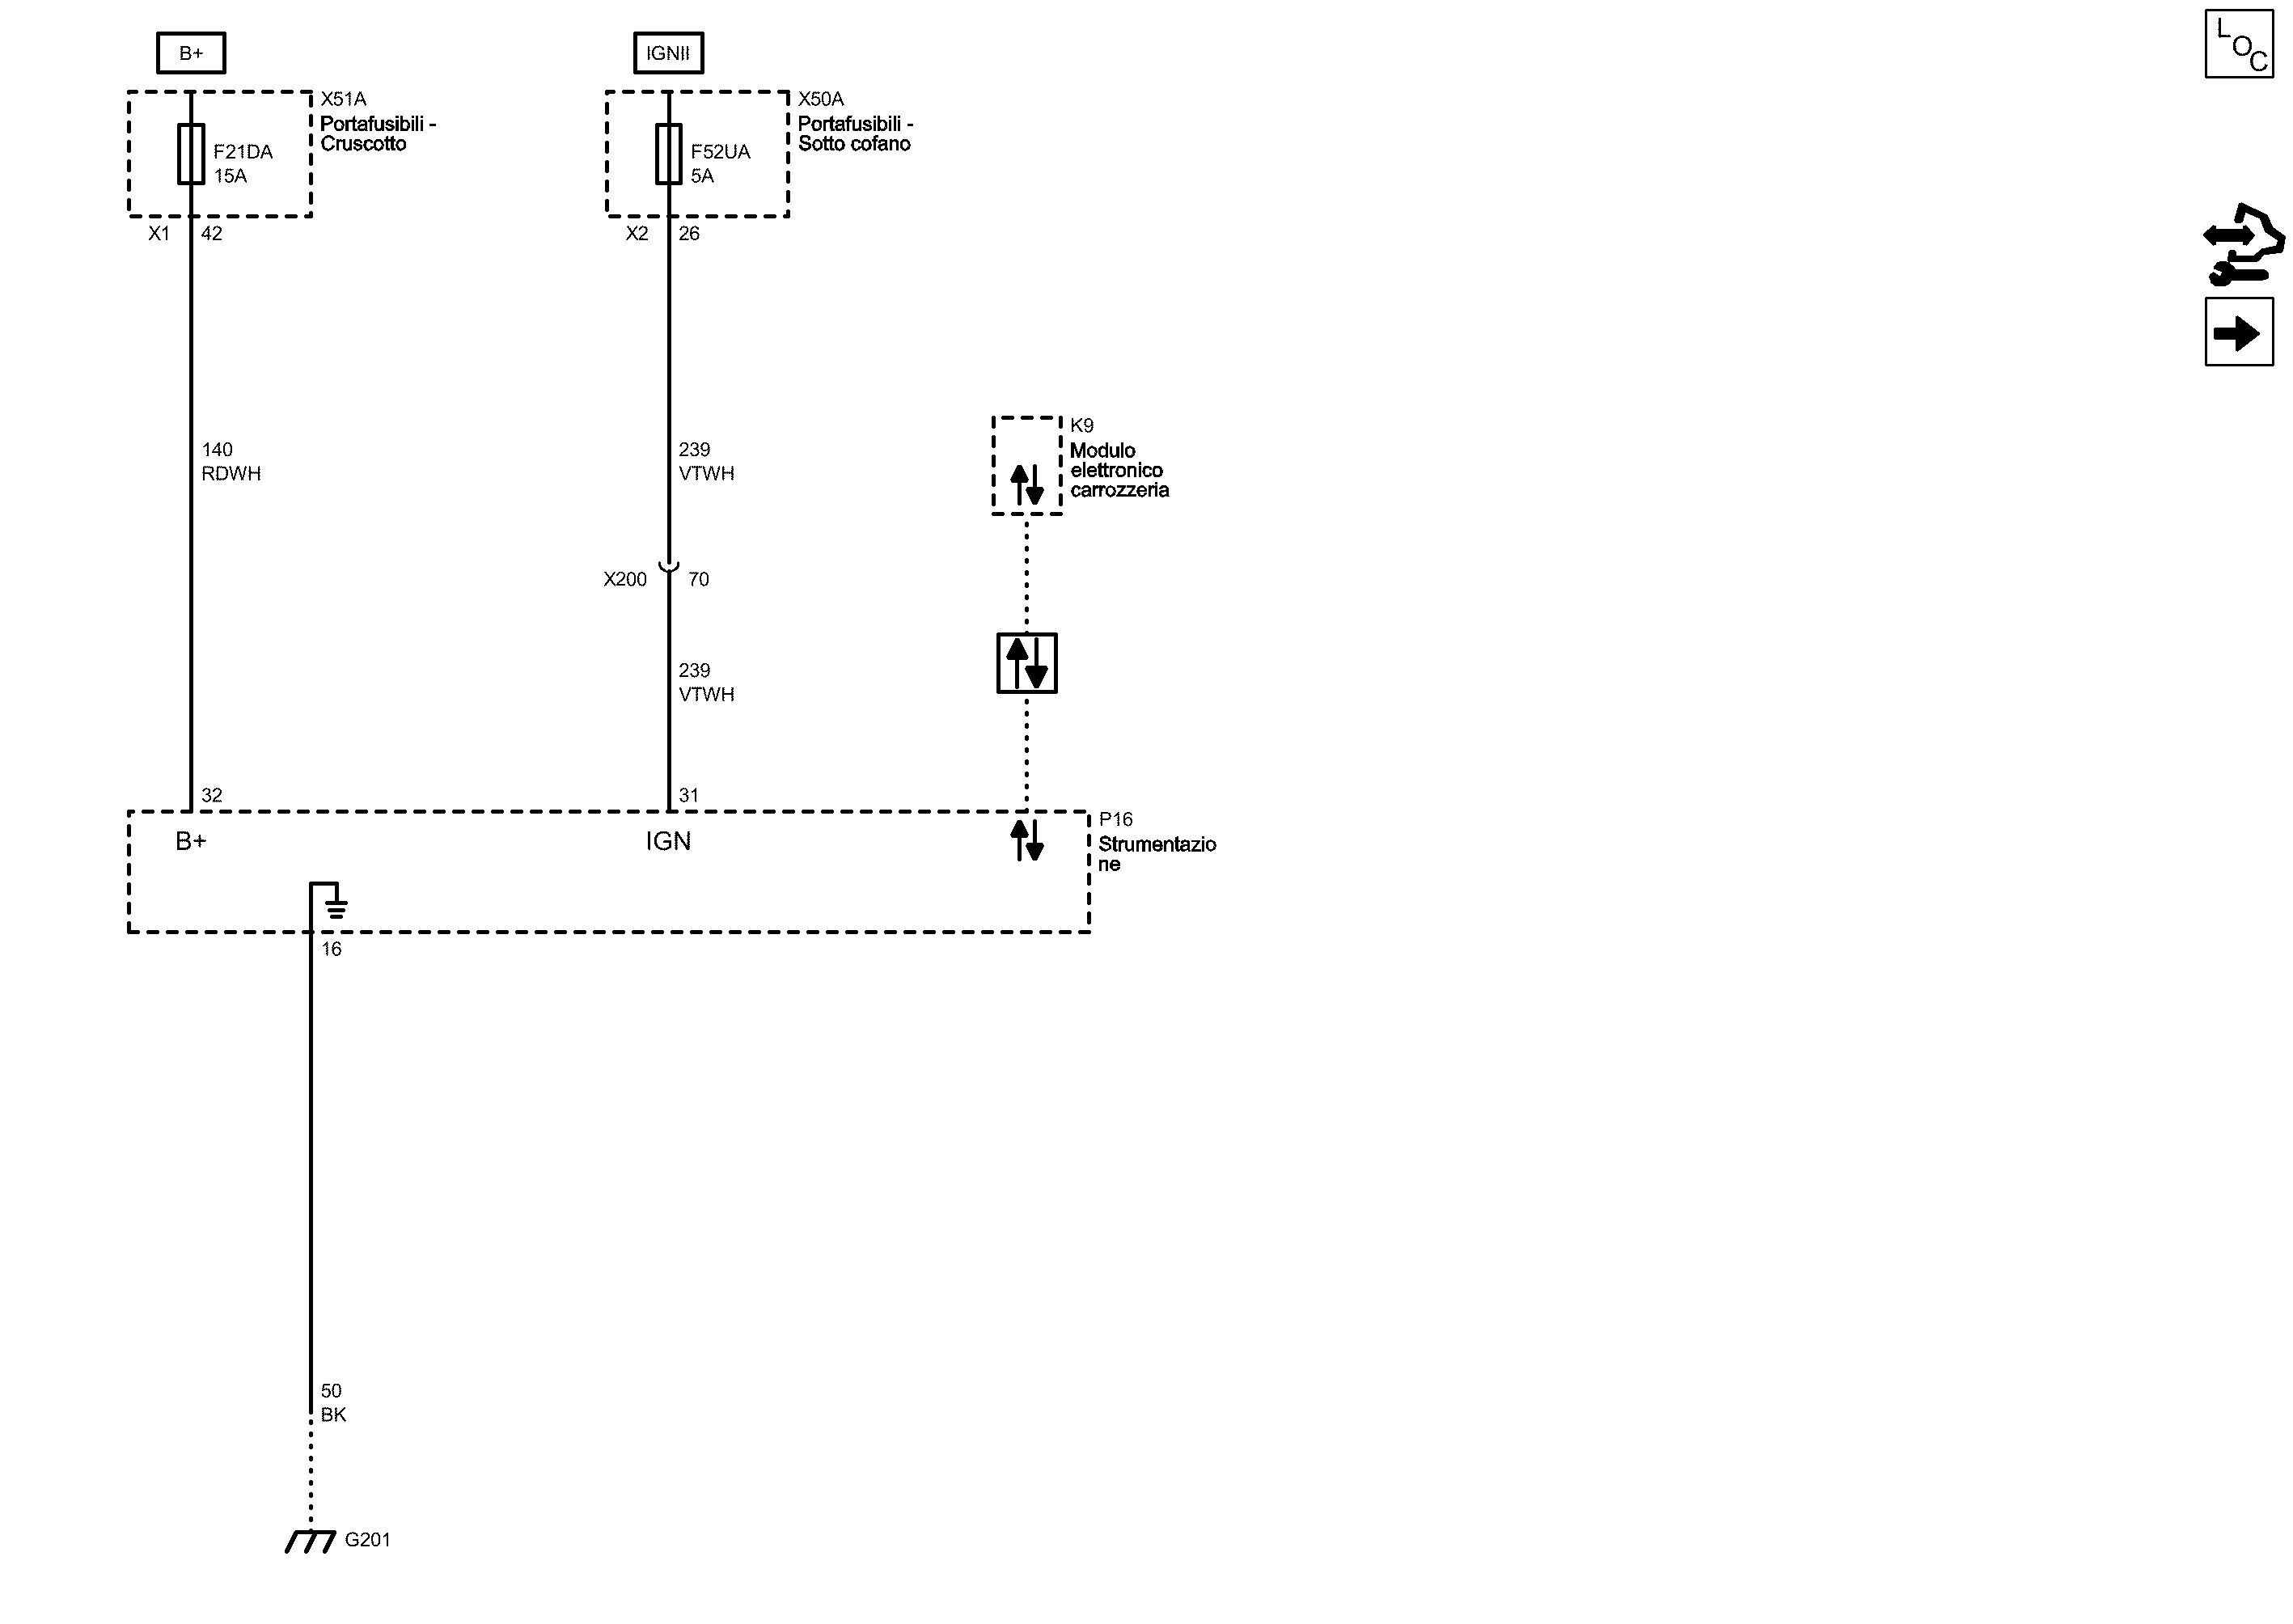 B+
IGNII
LOC
X51A
Portafusibili -
Cruscotto
F21DA
15A
X1 42
X50A
Portafusibili -
Sotto cofano
F52UA
5A
X2 26
140
RDWH
239
VTWH
K9
Modulo
elettronico
carrozzeria
X200 70
239
VTWH
32
31
B+
IGN
P16
Strumentazio
ne
16
50
BK
G201